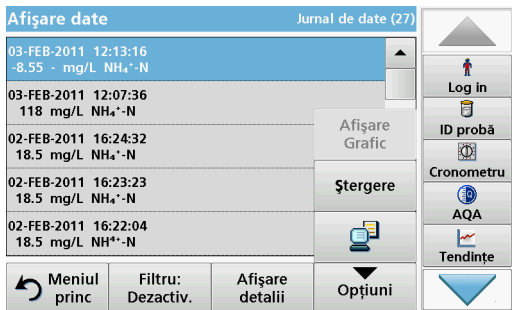 Afişare date
Jurnal de date (27)
03-FEB-2011 12:13:16
-8.55 - mg/L NH₄⁺-N
03-FEB-2011 12:07:36
118 mg/L NH₄⁺-N
02-FEB-2011 16:24:32
18.5 mg/L NH₄⁺-N
02-FEB-2011 16:23:23
18.5 mg/L NH₄⁺-N
02-FEB-2011 16:22:04
18.5 mg/L NH⁴⁺-N
Afişare
Grafic
Ştergere
Meniul
princ
Filtru:
Dezactiv.
Afişare
detalii
Opţiuni
Log in
ID probă
Cronometru
AQA
Tendinţe